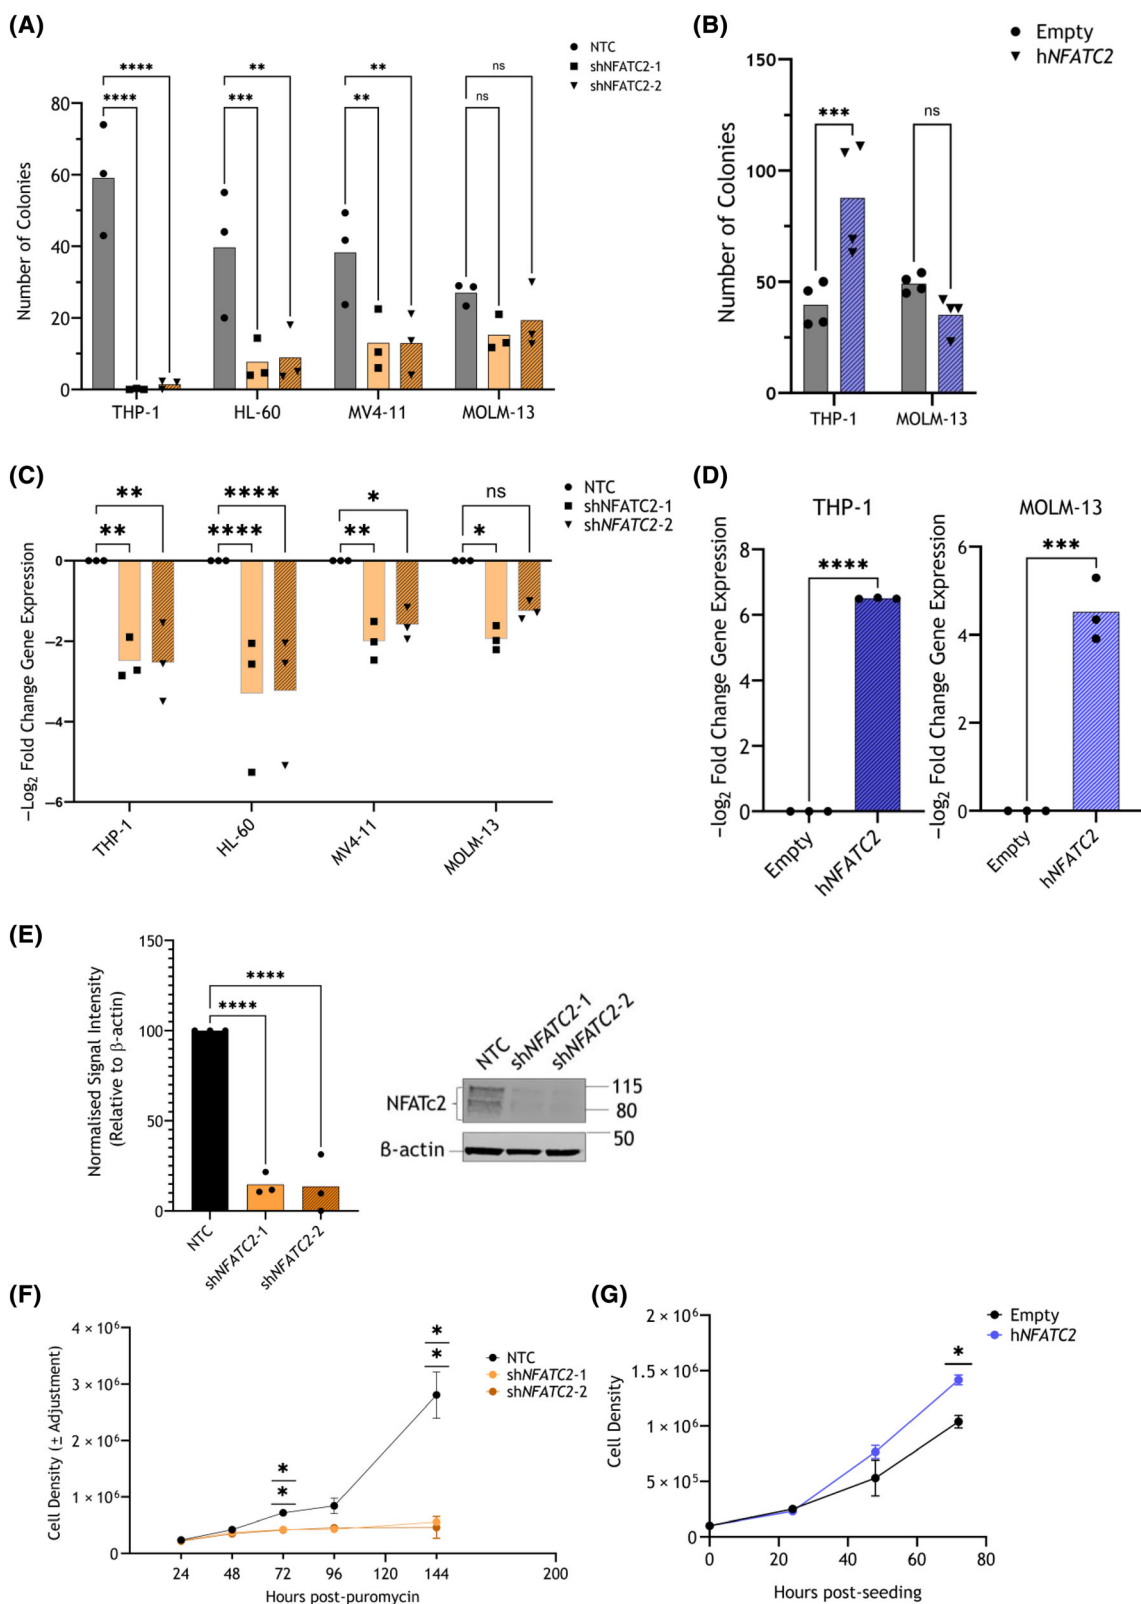 (A)
NTC
shNFATC2-1
shNFATC2-2
**** ** ** ns
**** *** ** ns
Number of Colonies
80
60
40
20
0
THP-1 HL-60 MV4-11 MOLM-13
(B)
Empty
hNFATC2
Number of Colonies
150
100
50
0
*** ns
THP-1 MOLM-13
(C)
NTC
shNFATC2-1
shNFATC2-2
** **** * ns
** **** ** *
−Log2 Fold Change Gene Expression
0
−2
−4
−6
THP-1 HL-60 MV4-11 MOLM-13
(D)
THP-1
−log2 Fold Change Gene Expression
8
6
4
2
0
****
Empty hNFATC2
MOLM-13
−log2 Fold Change Gene Expression
6
4
2
0
***
Empty hNFATC2
(E)
Normalised Signal Intensity
(Relative to β-actin)
150
100
50
0
****
****
NTC shNFATC2-1 shNFATC2-2
NTC shNFATC2-1 shNFATC2-2
NFATc2
115
80
50
ß-actin
(F)
Cell Density (± Adjustment)
4 × 10⁶
3 × 10⁶
2 × 10⁶
1 × 10⁶
0
*
*
*
*
NTC
shNFATC2-1
shNFATC2-2
24 48 72 96 120 144 200
Hours post-puromycin
(G)
Cell Density
2 × 10⁶
1.5 × 10⁶
1 × 10⁶
5 × 10⁵
0
*
Empty
hNFATC2
0 20 40 60 80
Hours post-seeding